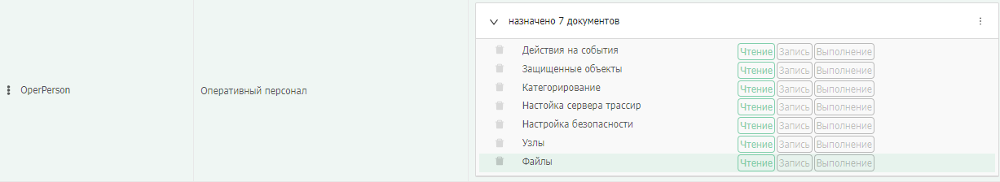 назначено 7 документов
OperPerson
Оперативный персонал
Действия на события Чтение Запись Выполнение
Защищенные объекты Чтение Запись Выполнение
Категорирование Чтение Запись Выполнение
Настойка сервера трассир Чтение Запись Выполнение
Настройка безопасности Чтение Запись Выполнение
Узлы Чтение Запись Выполнение
Файлы Чтение Запись Выполнение